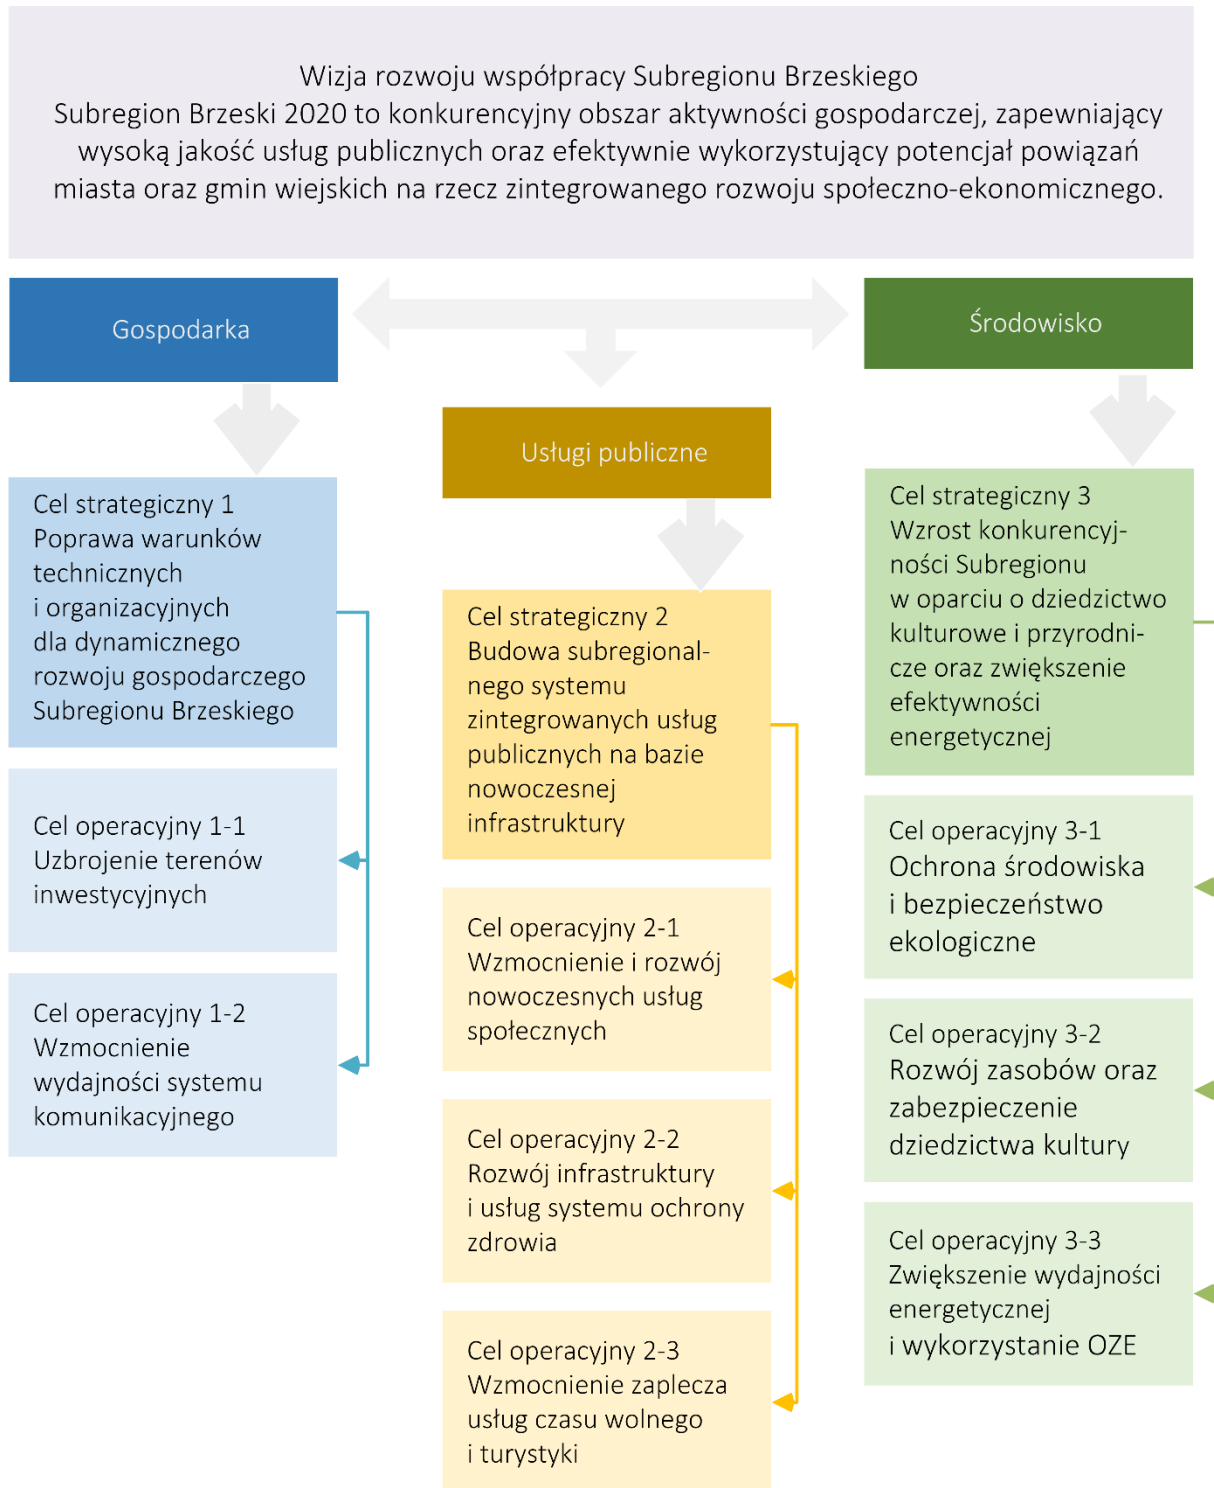 Wizja rozwoju współpracy Subregionu Brzeskiego
Subregion Brzeski 2020 to konkurencyjny obszar aktywności gospodarczej, zapewniający
wysoką jakość usług publicznych oraz efektywnie wykorzystujący potencjał powiązań
miasta oraz gmin wiejskich na rzecz zintegrowanego rozwoju społeczno-ekonomicznego.
Gospodarka
Cel strategiczny 1
Poprawa warunków
technicznych
i organizacyjnych
dla dynamicznego
rozwoju gospodarczego
Subregionu Brzeskiego
Cel operacyjny 1-1
Uzbrojenie terenów
inwestycyjnych
Cel operacyjny 1-2
Wzmocnienie
wydajności systemu
komunikacyjnego
Usługi publiczne
Cel strategiczny 2
Budowa subregional-
nego systemu
zintegrowanych usług
publicznych na bazie
nowoczesnej
infrastruktury
Cel operacyjny 2-1
Wzmocnienie i rozwój
nowoczesnych usług
społecznych
Cel operacyjny 2-2
Rozwój infrastruktury
i usług systemu ochrony
zdrowia
Cel operacyjny 2-3
Wzmocnienie zaplecza
usług czasu wolnego
i turystyki
Środowisko
Cel strategiczny 3
Wzrost konkurencyj-
ności Subregionu
w oparciu o dziedzictwo
kulturowe i przyrodni-
cze oraz zwiększenie
efektywności
energetycznej
Cel operacyjny 3-1
Ochrona środowiska
i bezpieczeństwo
ekologiczne
Cel operacyjny 3-2
Rozwój zasobów oraz
zabezpieczenie
dziedzictwa kultury
Cel operacyjny 3-3
Zwiększenie wydajności
energetycznej
i wykorzystanie OZE